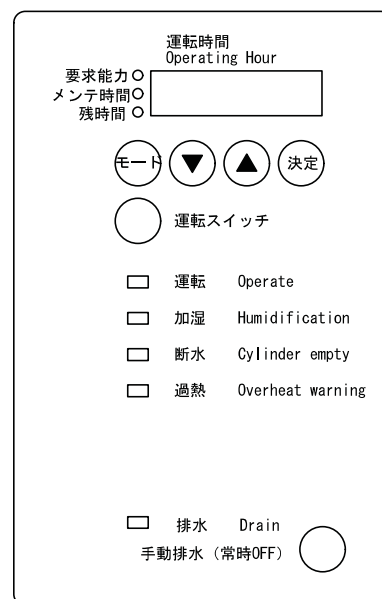 運転時間
Operating Hour
要求能力
メンテ時間
残時間
モード ▼ ▲ 決定
運転スイッチ
運転 Operate
加湿 Humidification
断水 Cylinder empty
過熱 Overheat warning
排水 Drain
手動排水（常時OFF）